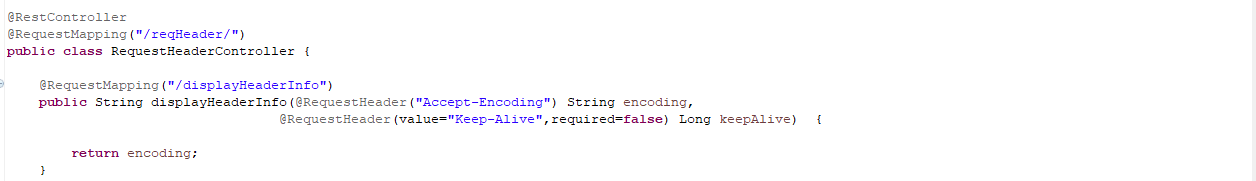 @RestController
@RequestMapping("/reqHeader/")
public class RequestHeaderController {
@RequestMapping("/displayHeaderInfo")
public String displayHeaderInfo(@RequestHeader("Accept-Encoding") String encoding,
@RequestHeader(value="Keep-Alive",required=false) Long keepAlive)  {
return encoding;
}